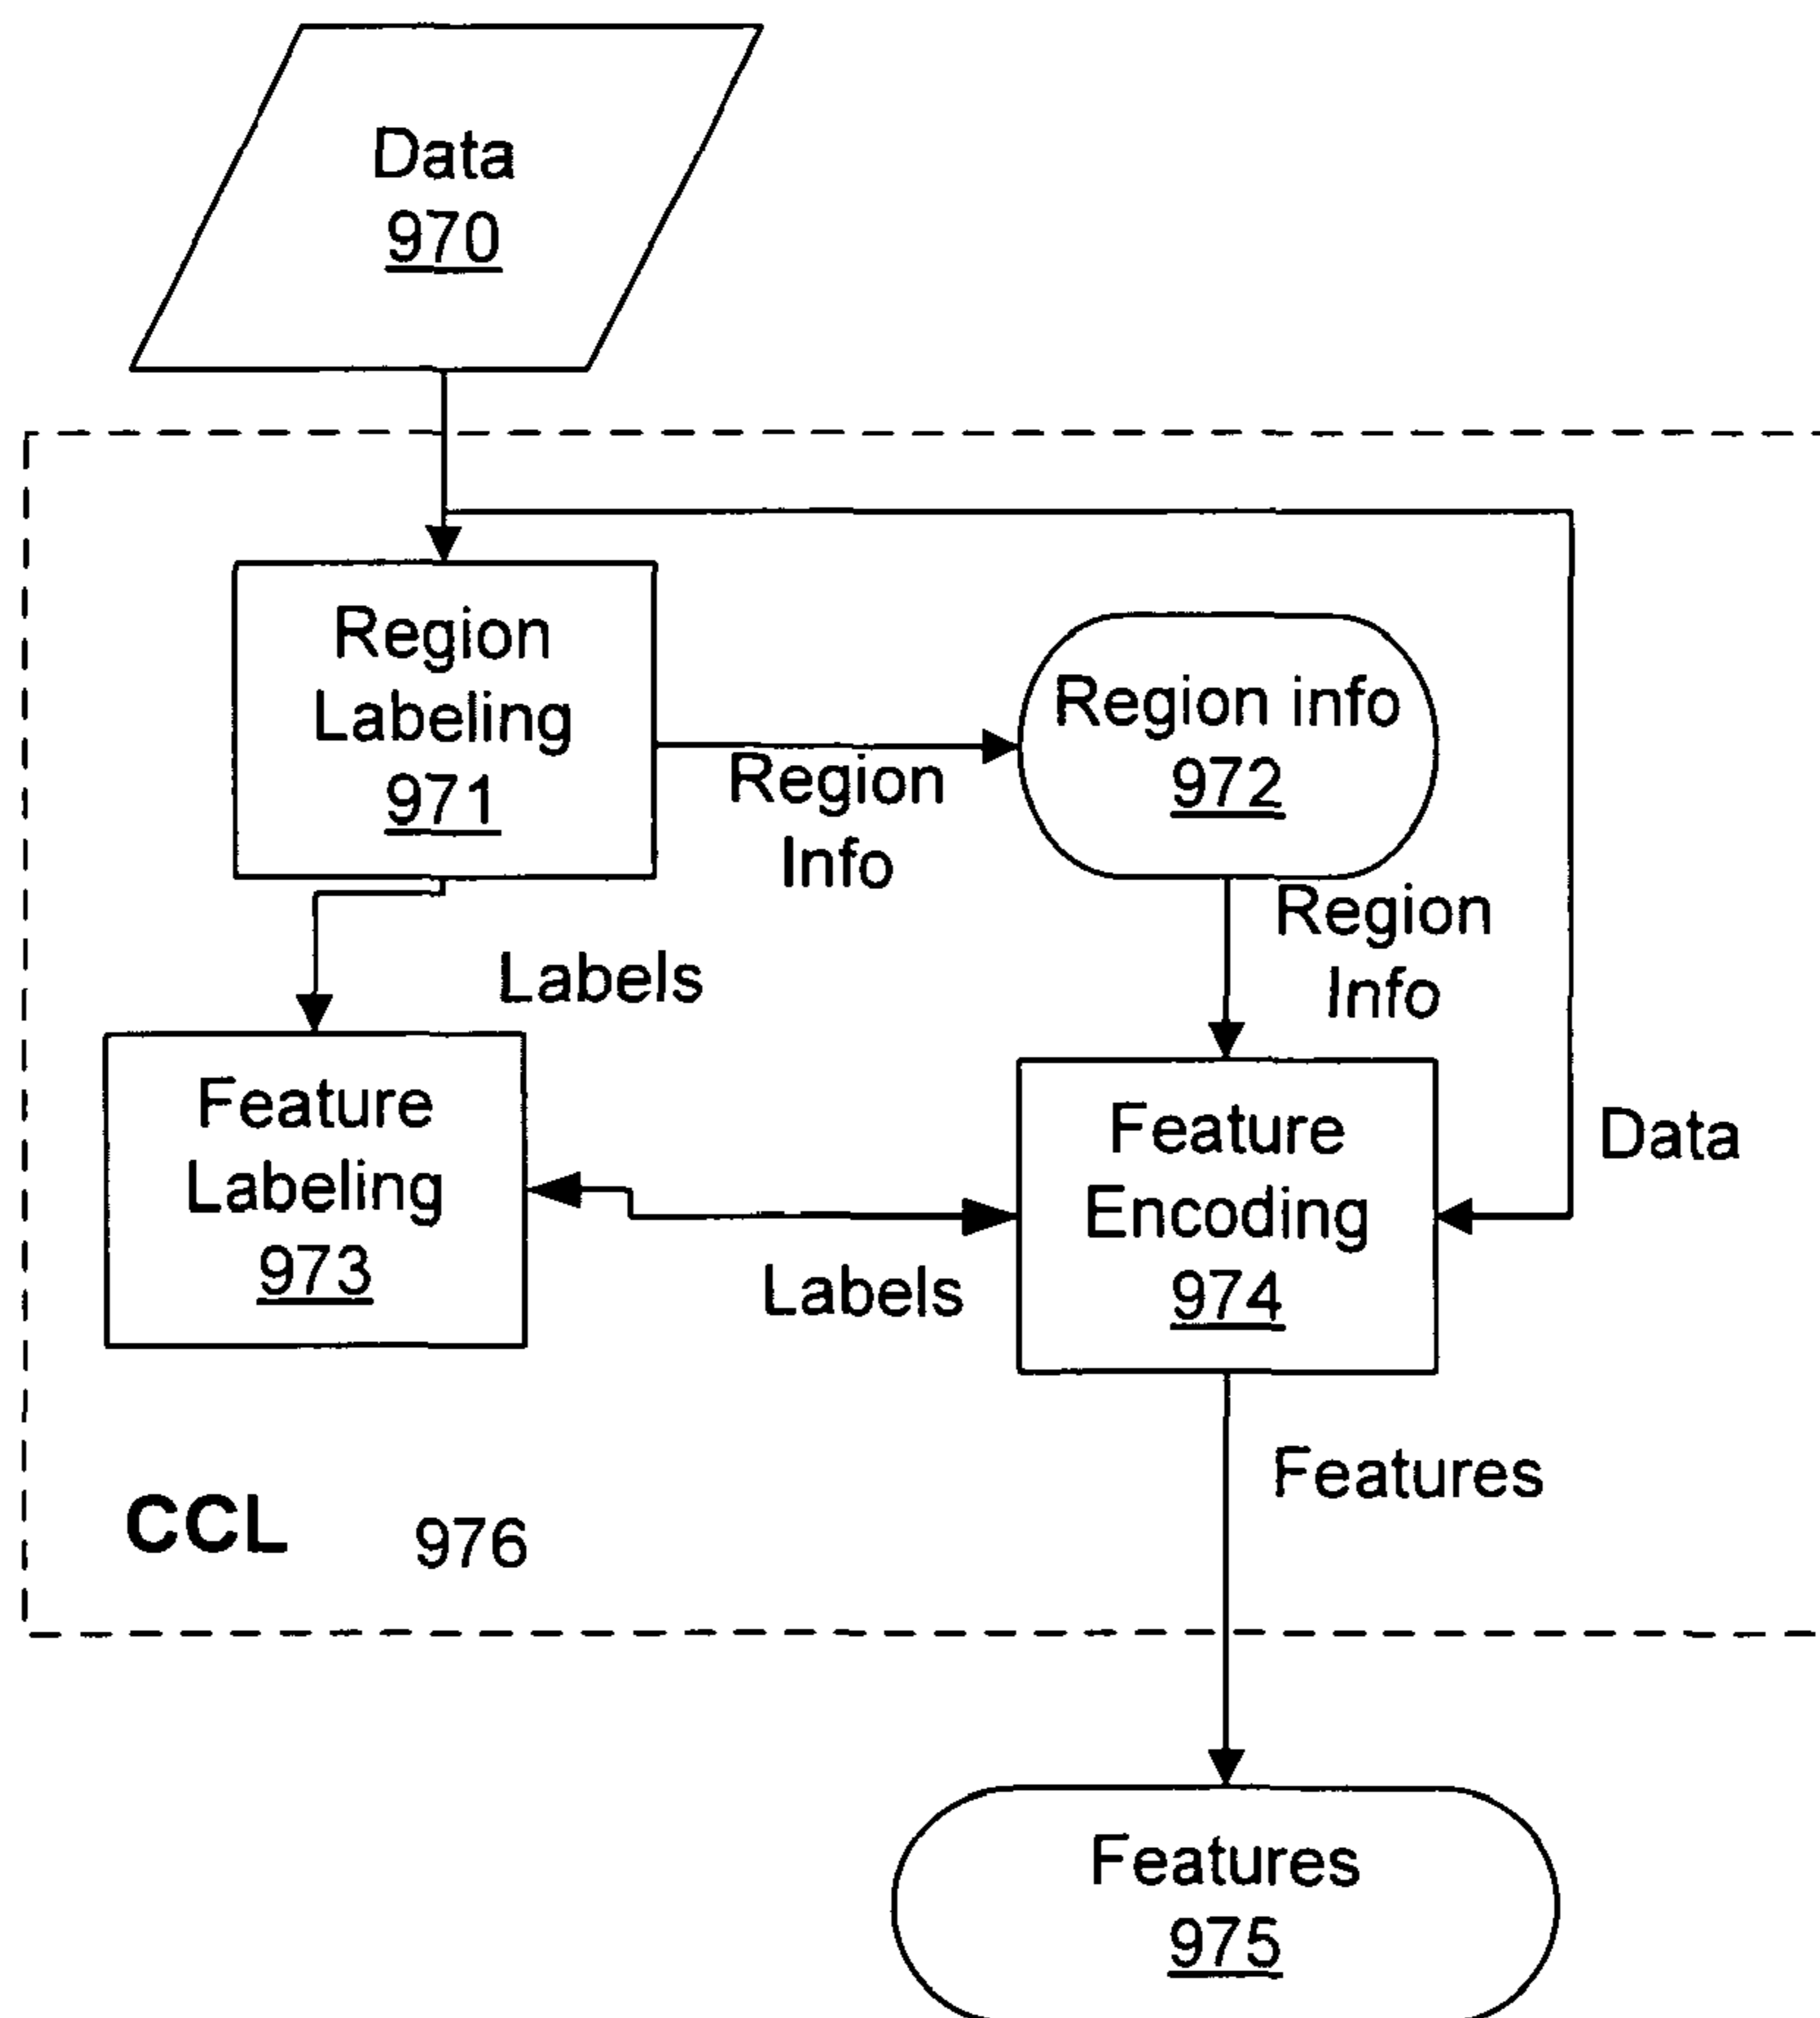 Data
970
Region
Labeling
971
Region
Info
Region info
972
Region
Info
Labels
Feature
Labeling
973
Labels
Feature
Encoding
974
Data
Features
CCL 976
Features
975